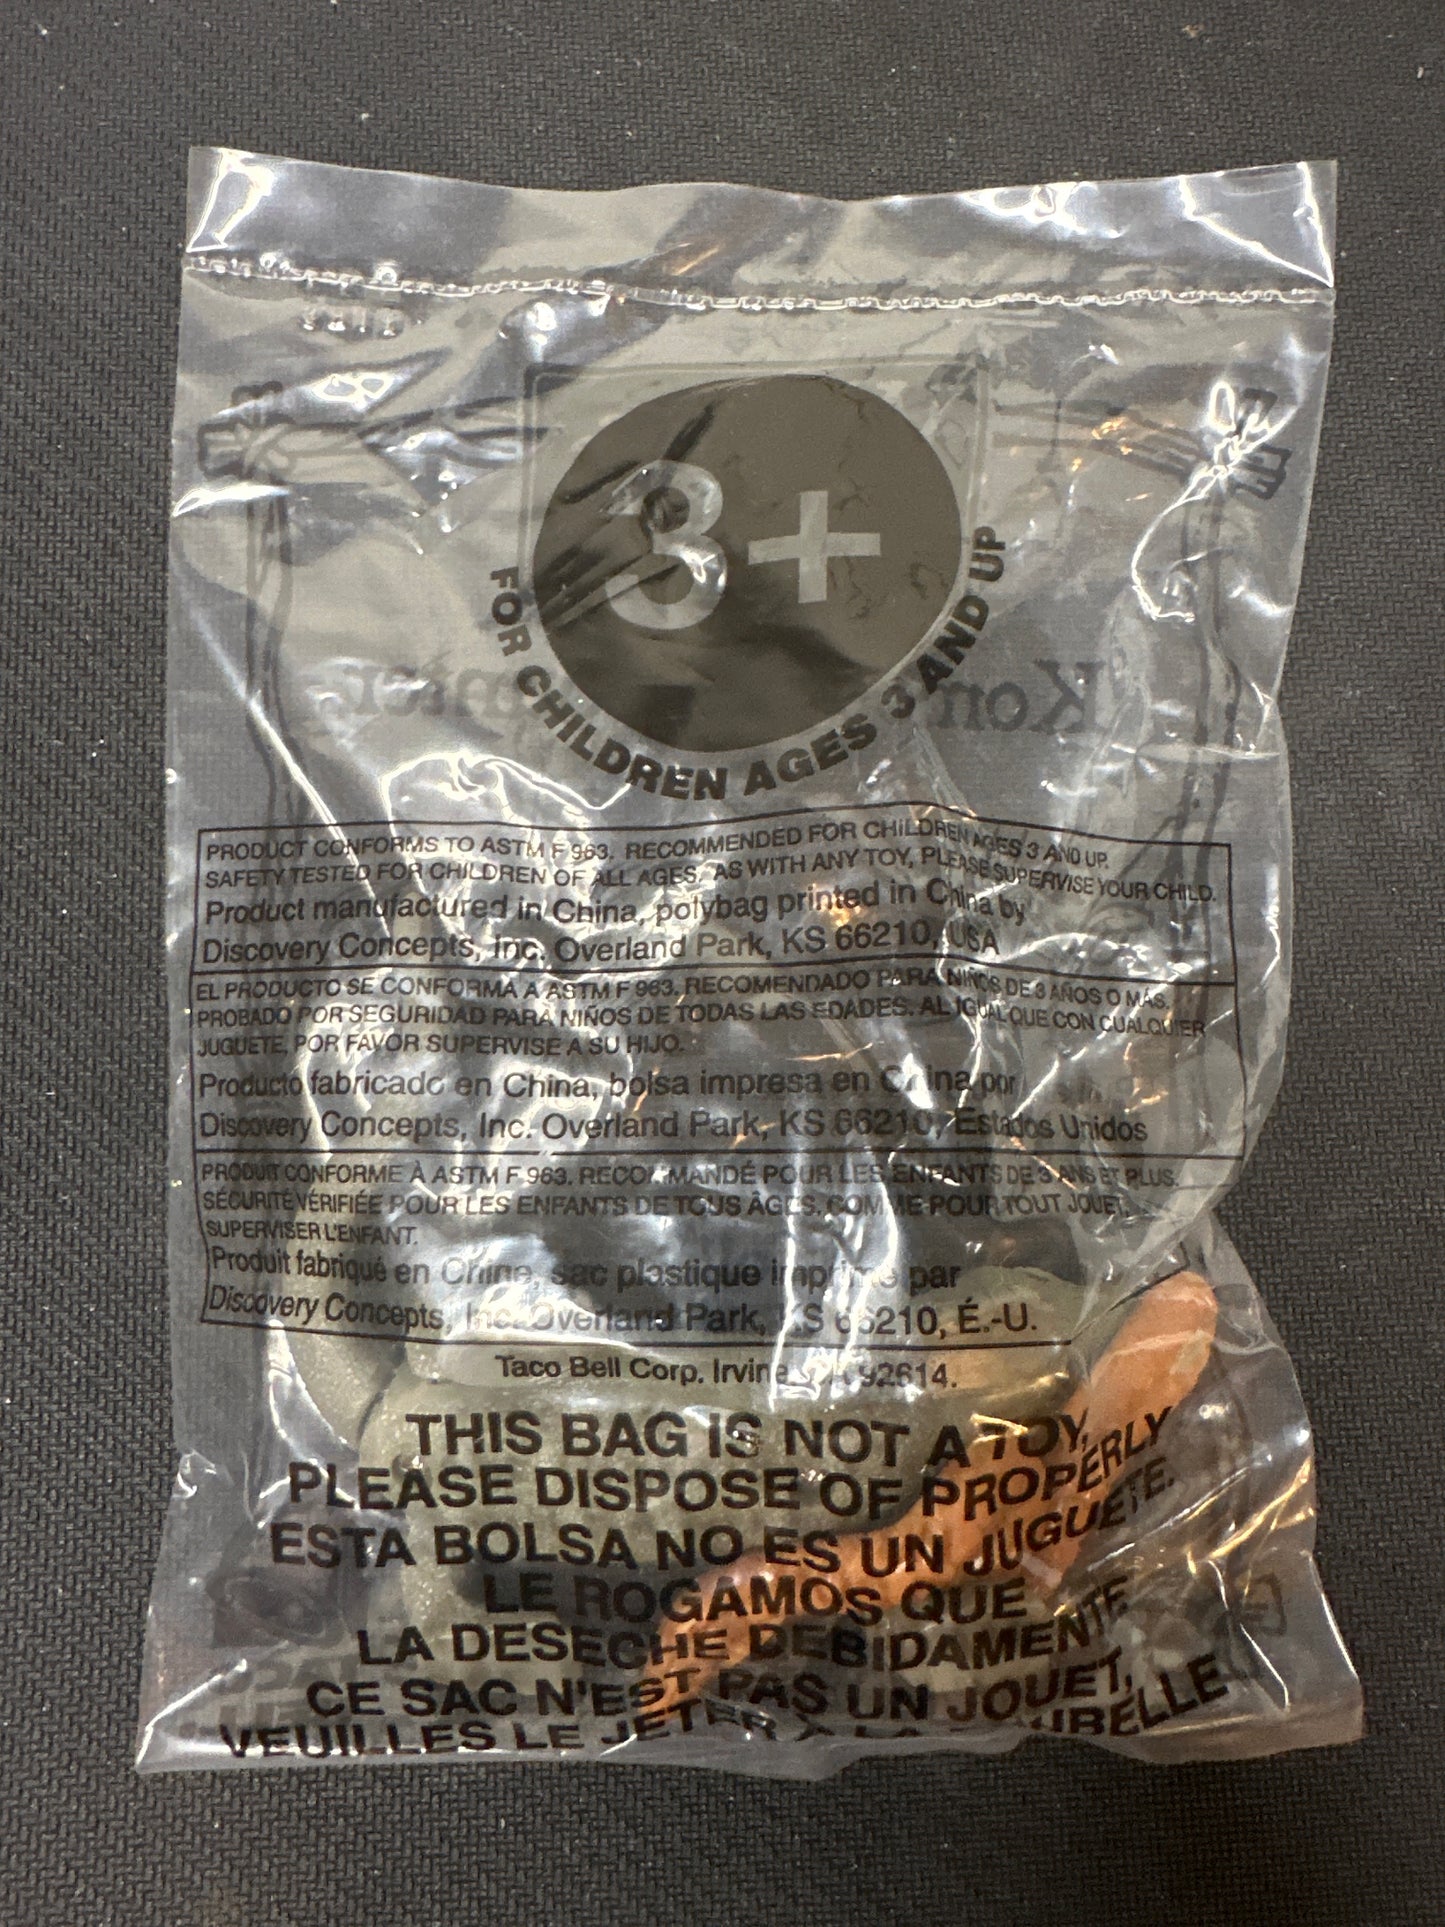 3+
FOR CHILDREN AGES 3 AND UP
PRODUCT CONFORMS TO ASTM F 963. RECOMMENDED FOR CHILDREN AGES 3 AND UP.
SAFETY TESTED FOR CHILDREN OF ALL AGES. AS WITH ANY TOY, PLEASE SUPERVISE YOUR CHILD.
Product manufactured in China, polybag printed in China by
Discovery Concepts, Inc. Overland Park, KS 66210, USA
EL PRODUCTO SE CONFORMA A ASTM F 963. RECOMENDADO PARA NIÑOS DE 3 AÑOS O MÁS.
PROBADO POR SEGURIDAD PARA NIÑOS DE TODAS LAS EDADES. AL IGUAL QUE CON CUALQUIER
JUGUETE, POR FAVOR SUPERVISE A SU HIJO.
Producto fabricado en China, bolsa impresa en China por
Discovery Concepts, Inc. Overland Park, KS 66210, Estados Unidos
PRODUIT CONFORME À ASTM F 963. RECOMMANDÉ POUR LES ENFANTS DE 3 ANS ET PLUS.
SÉCURITÉ VÉRIFIÉE POUR LES ENFANTS DE TOUS ÂGES. COMME POUR TOUT JOUET,
SUPERVISER L'ENFANT.
Produit fabriqué en Chine, sac plastique imprimé par
Discovery Concepts, Inc. Overland Park, KS 66210, É.-U.
Taco Bell Corp. Irvine, CA 92614.
THIS BAG IS NOT A TOY,
PLEASE DISPOSE OF PROPERLY
ESTA BOLSA NO ES UN JUGUETE.
LE ROGAMOS QUE
LA DESECHE DEBIDAMENTE
CE SAC N'EST PAS UN JOUET,
VEUILLES LE JETER À LA